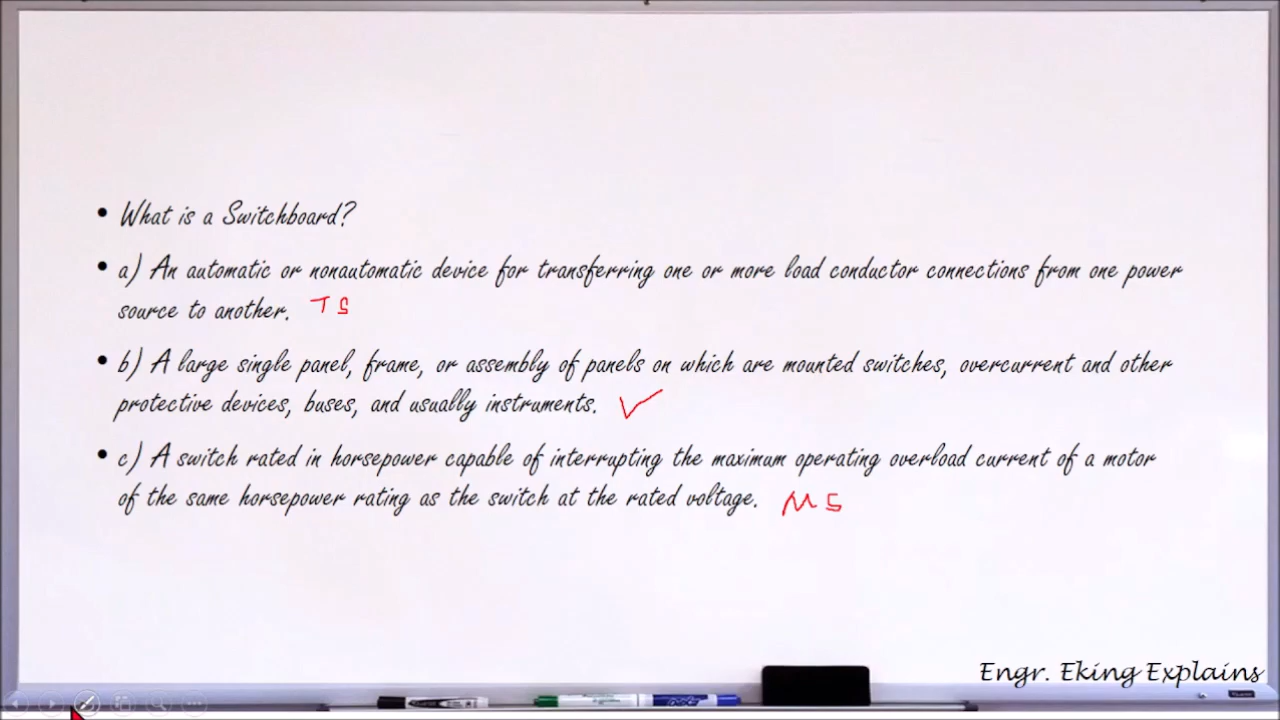 • What is a Switchboard?
• a) An automatic or nonautomatic device for transferring one or more load conductor connections from one power
source to another. TS
• b) A large single panel, frame, or assembly of panels on which are mounted switches, overcurrent and other
protective devices, buses, and usually instruments. ✓
• c) A switch rated in horsepower capable of interrupting the maximum operating overload current of a motor
of the same horsepower rating as the switch at the rated voltage. MS
Engr. Eking Explains